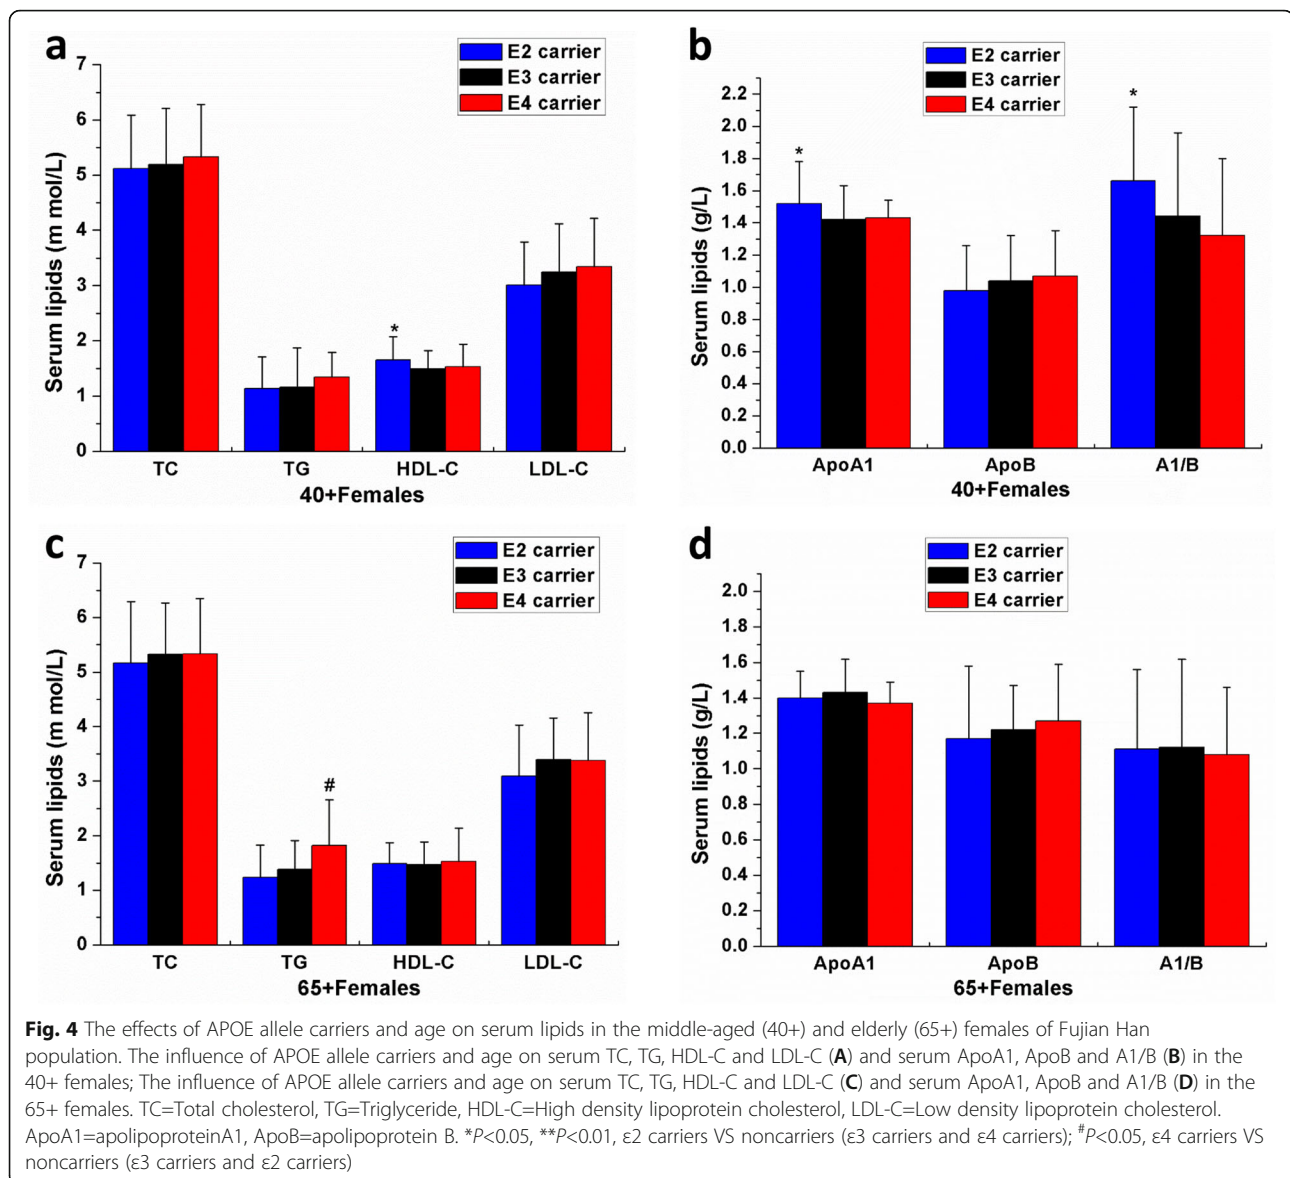 a
E2 carrier
E3 carrier
E4 carrier
Serum lipids (m mol/L)
7
6
5
4
3
2
1
0
*
TC TG HDL-C LDL-C
40+Females
b
E2 carrier
E3 carrier
E4 carrier
Serum lipids (g/L)
2.2
2.0
1.8
1.6
1.4
1.2
1.0
0.8
0.6
0.4
0.2
0.0
* *
ApoA1 ApoB A1/B
40+Females
c
E2 carrier
E3 carrier
E4 carrier
Serum lipids (m mol/L)
7
6
5
4
3
2
1
0
#
TC TG HDL-C LDL-C
65+Females
d
E2 carrier
E3 carrier
E4 carrier
Serum lipids (g/L)
2.0
1.8
1.6
1.4
1.2
1.0
0.8
0.6
0.4
0.2
0.0
ApoA1 ApoB A1/B
65+Females
Fig. 4 The effects of APOE allele carriers and age on serum lipids in the middle-aged (40+) and elderly (65+) females of Fujian Han
population. The influence of APOE allele carriers and age on serum TC, TG, HDL-C and LDL-C (A) and serum ApoA1, ApoB and A1/B (B) in the
40+ females; The influence of APOE allele carriers and age on serum TC, TG, HDL-C and LDL-C (C) and serum ApoA1, ApoB and A1/B (D) in the
65+ females. TC=Total cholesterol, TG=Triglyceride, HDL-C=High density lipoprotein cholesterol, LDL-C=Low density lipoprotein cholesterol.
ApoA1=apolipoproteinA1, ApoB=apolipoprotein B. *P<0.05, **P<0.01, ε2 carriers VS noncarriers (ε3 carriers and ε4 carriers); #P<0.05, ε4 carriers VS
noncarriers (ε3 carriers and ε2 carriers)